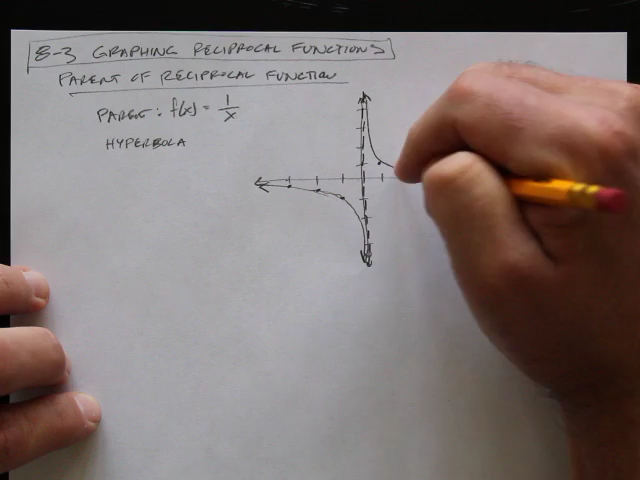 8-3 GRAPHING RECIPROCAL FUNCTIONS
PARENT OF RECIPROCAL FUNCTION
PARENT: f(x) = 1/x
HYPERBOLA